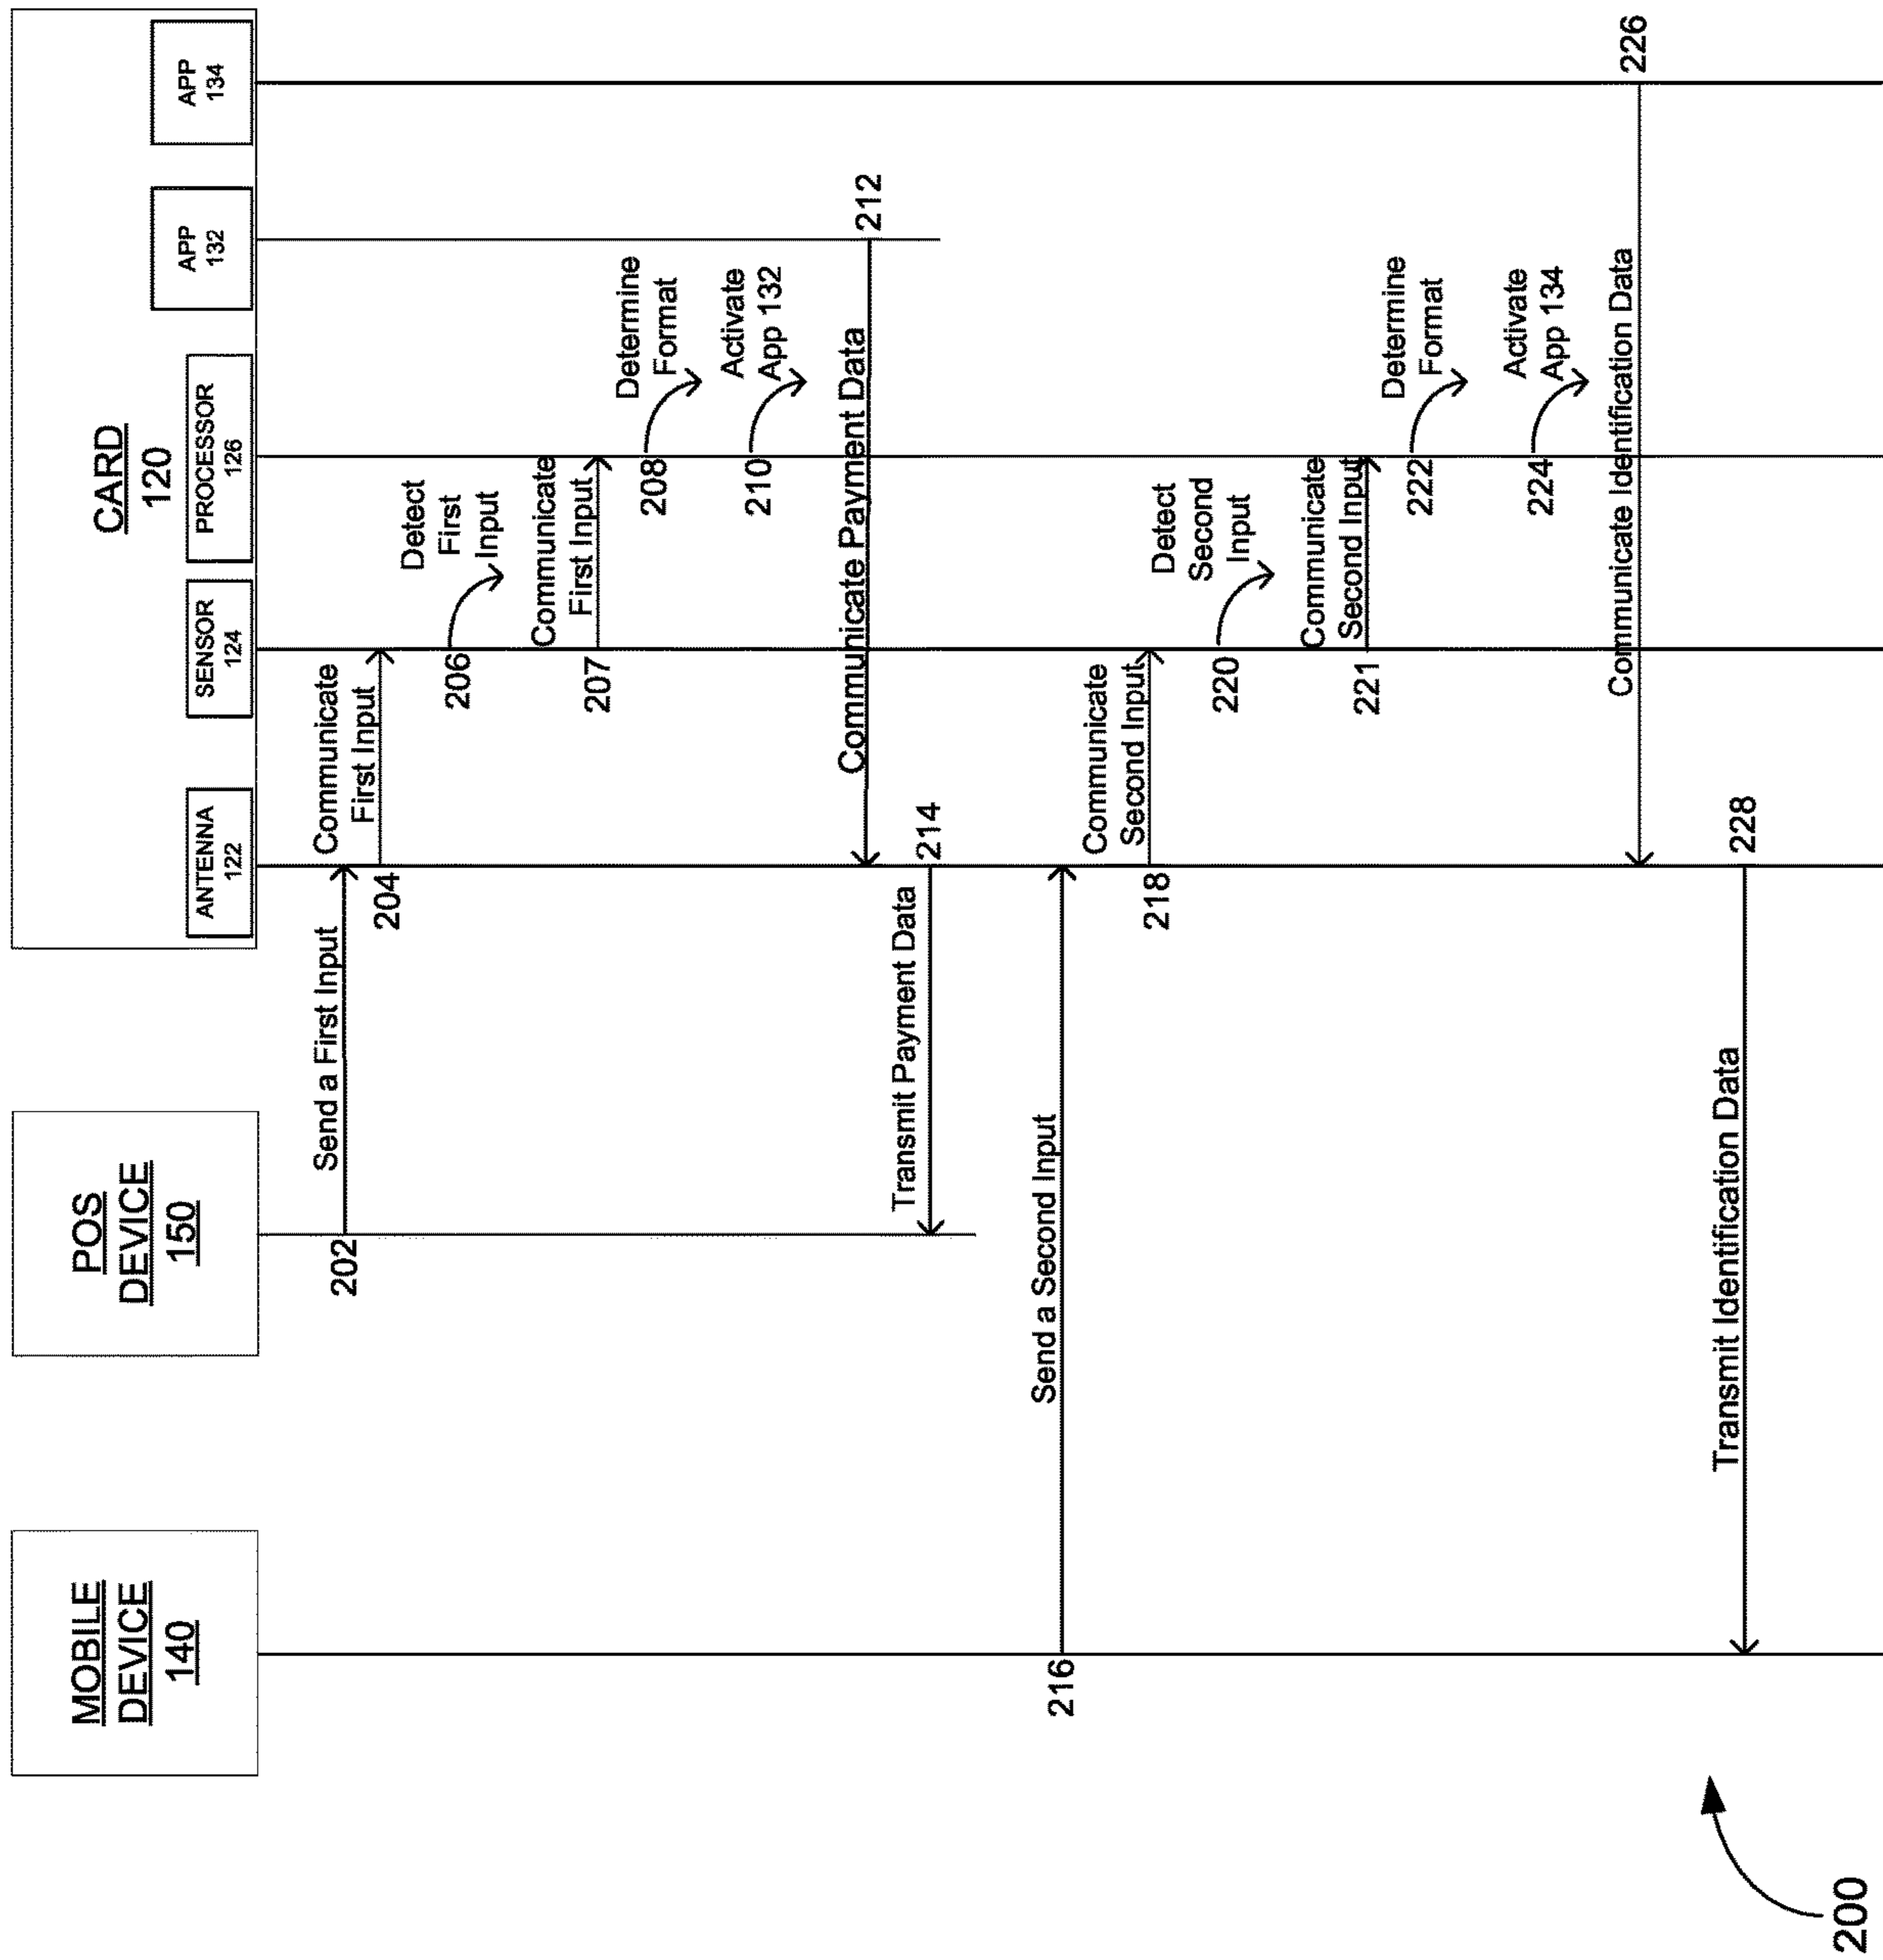 MOBILE
DEVICE
140
POS
DEVICE
150
CARD
120
ANTENNA
122
SENSOR
124
PROCESSOR
126
APP
132
APP
134
202
Send a First Input
204
Communicate
First Input
206
Detect
First
Input
207
Communicate
First Input
208
Determine
Format
210
Activate
App 132
212
Communicate Payment Data
214
Transmit Payment Data
216
Send a Second Input
218
Communicate
Second Input
220
Detect
Second
Input
221
Communicate
Second Input
222
Determine
Format
224
Activate
App 134
226
Communicate Identification Data
228
Transmit Identification Data
200